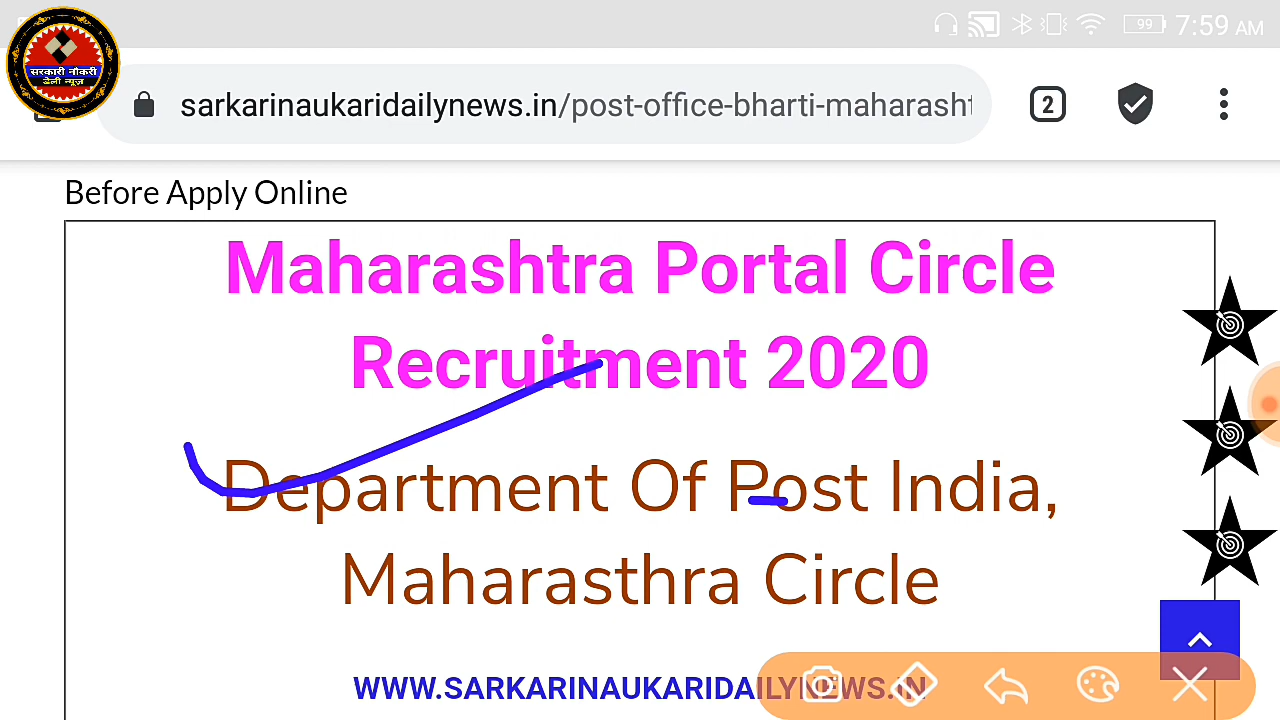 99 7:59 AM
सरकारी नौकरी
डेली न्यूज़
sarkarinaukaridailynews.in/post-office-bharti-maharasht
2
Before Apply Online
Maharashtra Portal Circle
Recruitment 2020
Department Of Post India,
Maharasthra Circle
WWW.SARKARINAUKARIDAILYNEWS.IN